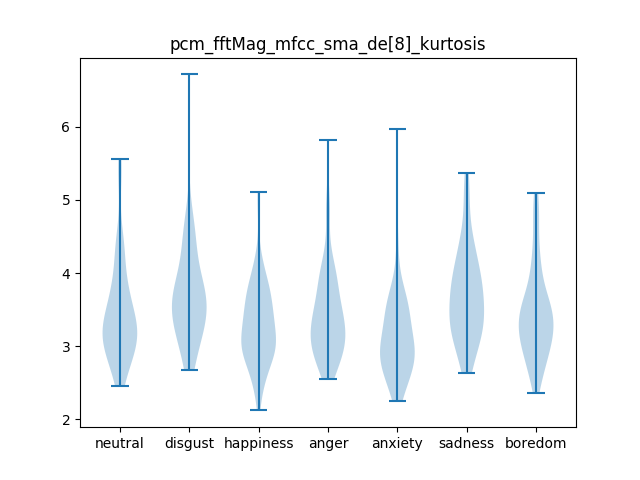 pcm_fftMag_mfcc_sma_de[8]_kurtosis
6
5
4
3
2
neutral disgust happiness anger anxiety sadness boredom